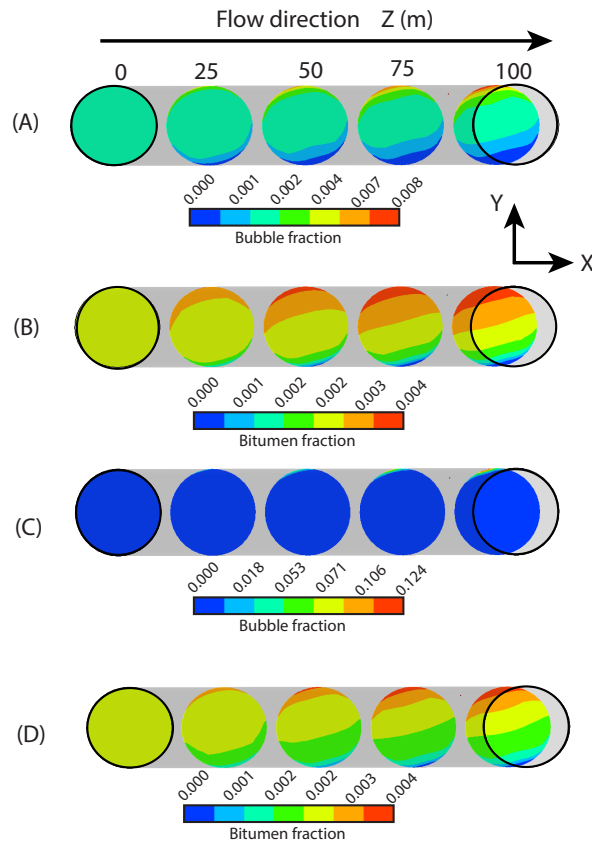 Flow direction Z (m)
0 25 50 75 100
(A)
0.000 0.001 0.002 0.004 0.007 0.008
Bubble fraction
Y
X
(B)
0.000 0.001 0.002 0.002 0.003 0.004
Bitumen fraction
(C)
0.000 0.018 0.053 0.071 0.106 0.124
Bubble fraction
(D)
0.000 0.001 0.002 0.002 0.003 0.004
Bitumen fraction